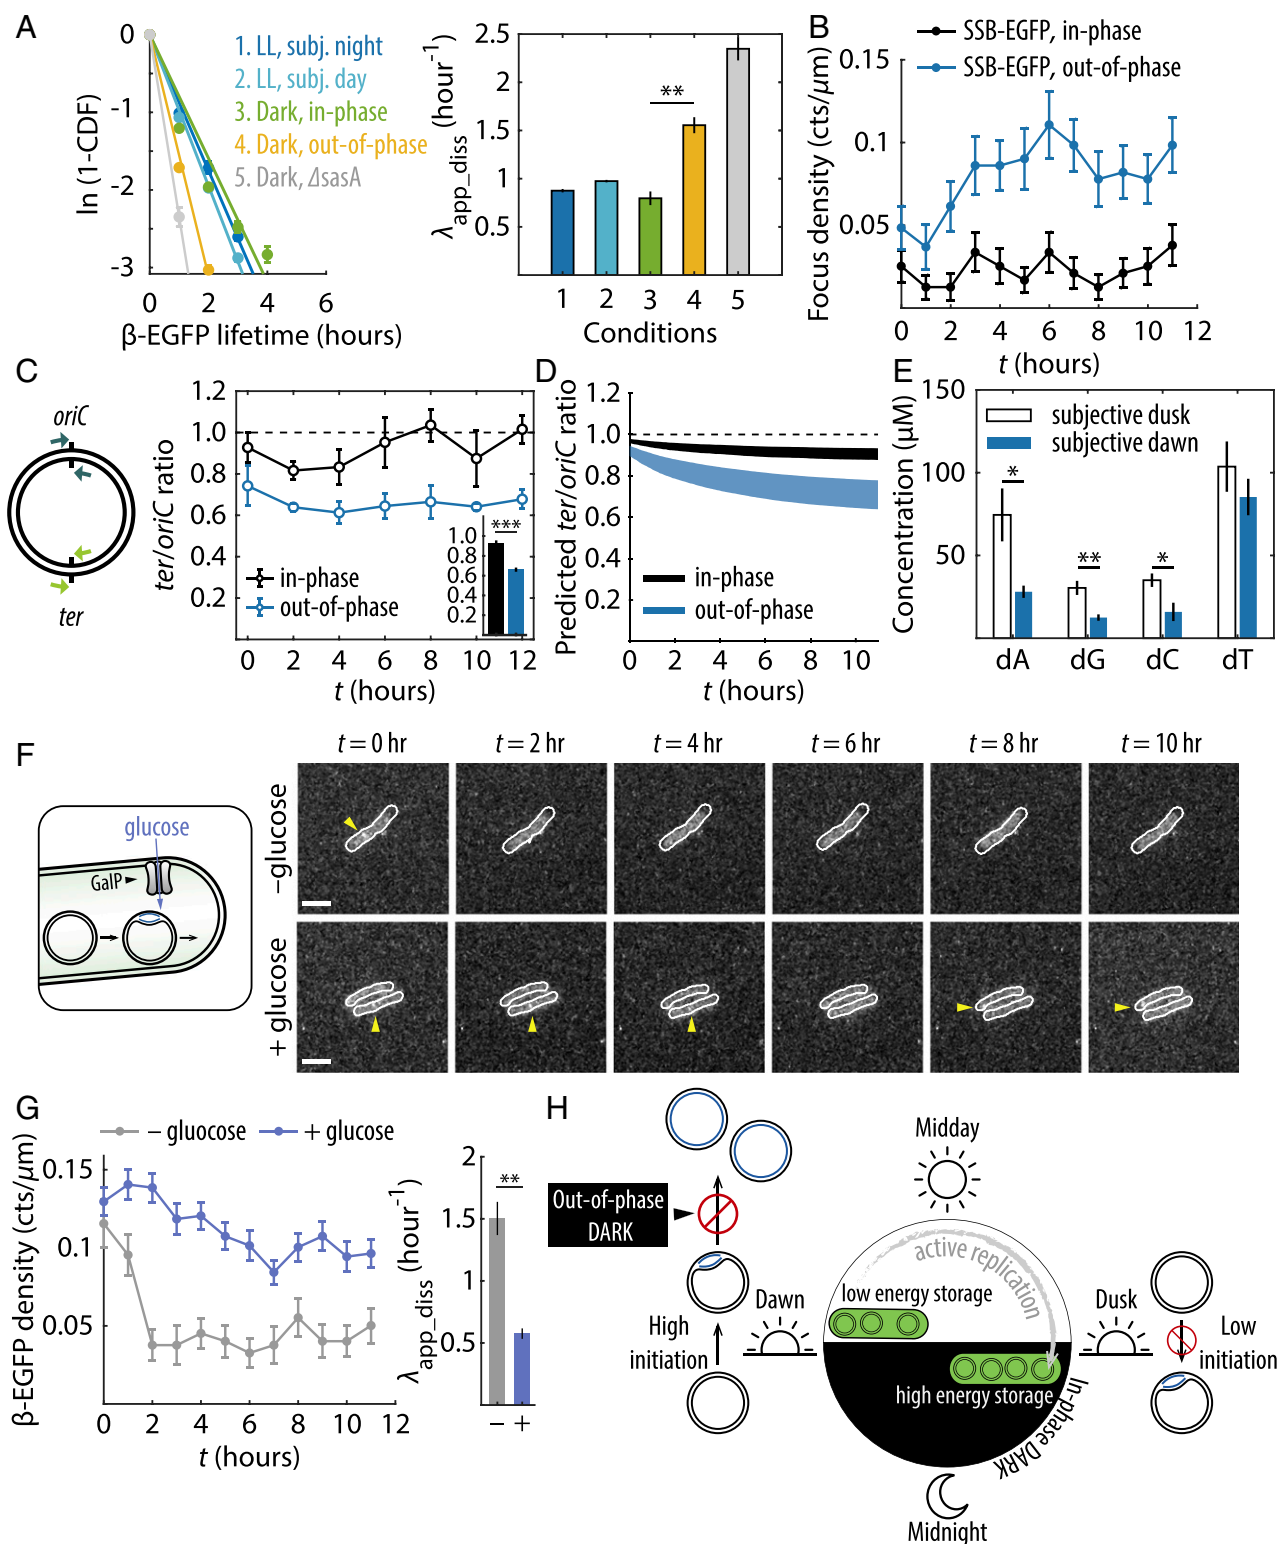 A
0
-1
-2
-3
ln (1-CDF)
0
2
4
6
β-EGFP lifetime (hours)
1. LL, subj. night
2. LL, subj. day
3. Dark, in-phase
4. Dark, out-of-phase
5. Dark, ΔsasA
λapp_diss (hour-1)
2.5
2
1.5
1
0.5
**
1 2 3 4 5
Conditions
B
SSB-EGFP, in-phase
SSB-EGFP, out-of-phase
Focus density (cts/μm)
0.15
0.1
0.05
0 2 4 6 8 10 12
t (hours)
C
oriC
ter
ter/oriC ratio
1.2
1.0
0.8
0.6
0.4
0.2
in-phase
out-of-phase
***
1.0
0.8
0.6
0.4
0.2
0 2 4 6 8 10 12
t (hours)
D
Predicted ter/oriC ratio
1.2
1.0
0.8
0.6
0.4
0.2
in-phase
out-of-phase
0 2 4 6 8 10
t (hours)
E
Concentration (μM)
150
100
50
subjective dusk
subjective dawn
*
**
*
dA dG dC dT
F
glucose
GalP
t = 0 hr
t = 2 hr
t = 4 hr
t = 6 hr
t = 8 hr
t = 10 hr
−glucose
+ glucose
G
− gluocose
+ glucose
β-EGFP density (cts/μm)
0.15
0.1
0.05
0 2 4 6 8 10 12
t (hours)
λapp_diss (hour-1)
2
1.5
1
0.5
**
− +
H
Midday
Out-of-phase
DARK
active replication
low energy storage
Dawn
Dusk
High
initiation
Low
initiation
high energy storage
In-phase DARK
Midnight